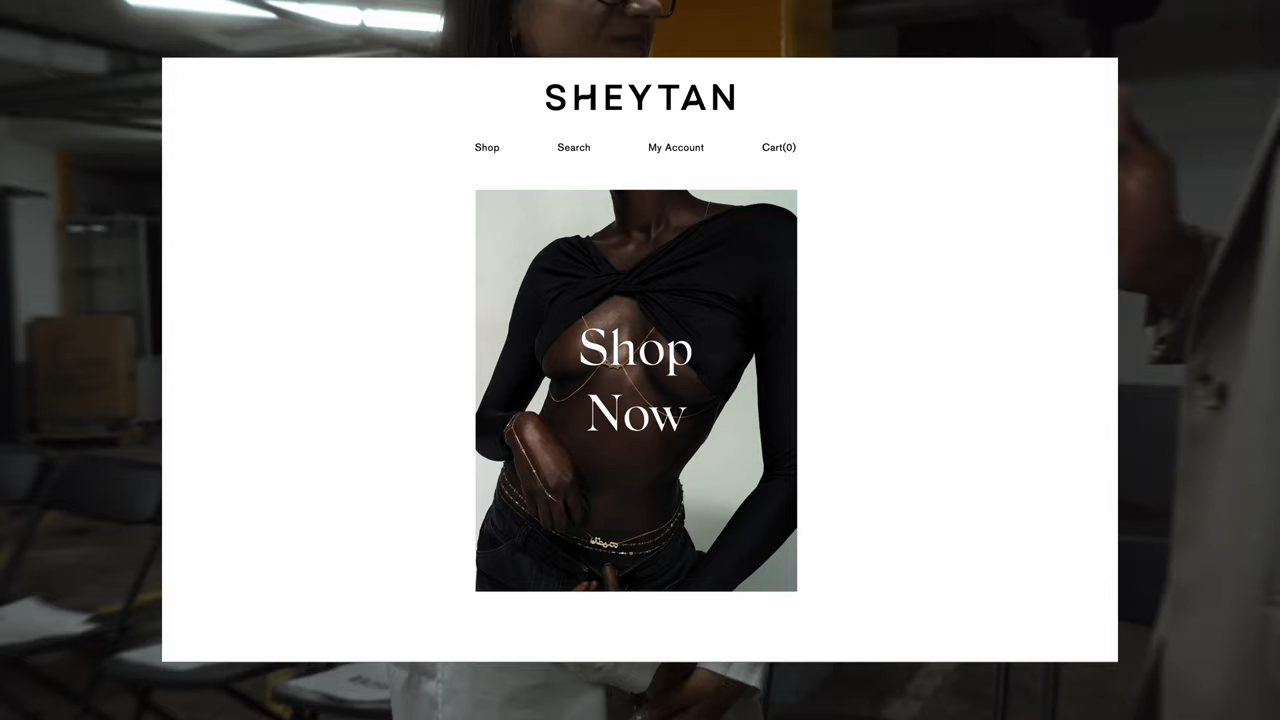 SHEYTAN
Shop
Search
My Account
Cart(0)
Shop
Now